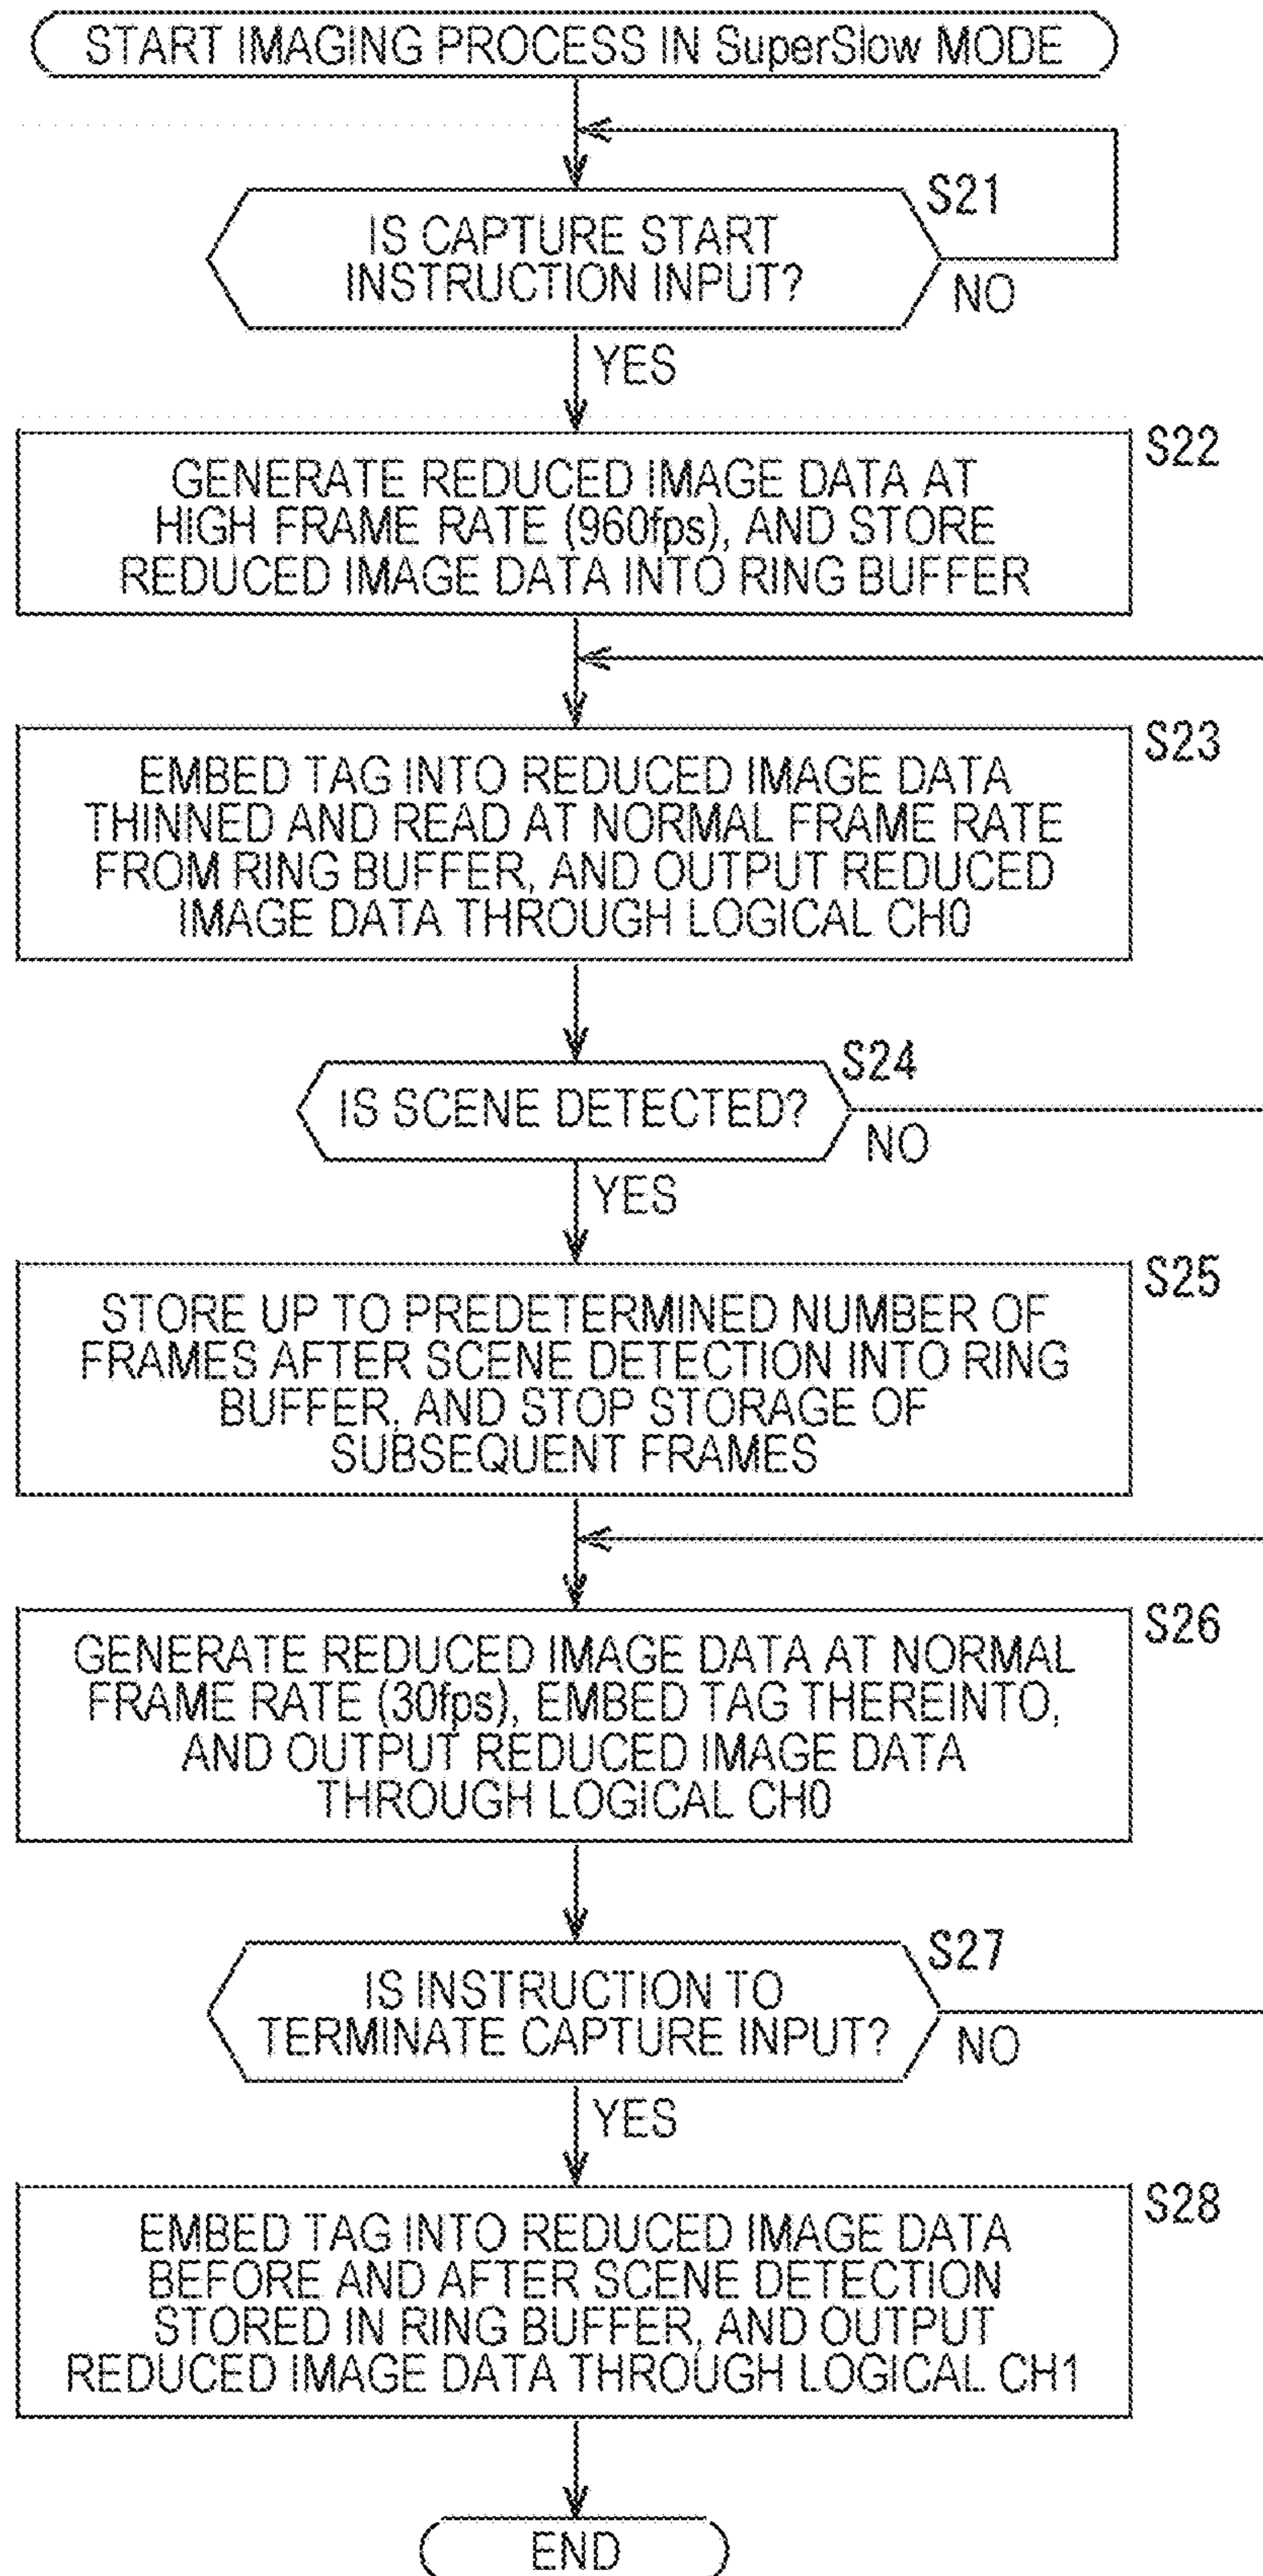 START IMAGING PROCESS IN SuperSlow MODE
S21
IS CAPTURE START
INSTRUCTION INPUT?
NO
YES
S22
GENERATE REDUCED IMAGE DATA AT
HIGH FRAME RATE (960fps), AND STORE
REDUCED IMAGE DATA INTO RING BUFFER
S23
EMBED TAG INTO REDUCED IMAGE DATA
THINNED AND READ AT NORMAL FRAME RATE
FROM RING BUFFER, AND OUTPUT REDUCED
IMAGE DATA THROUGH LOGICAL CH0
S24
IS SCENE DETECTED?
NO
YES
S25
STORE UP TO PREDETERMINED NUMBER OF
FRAMES AFTER SCENE DETECTION INTO RING
BUFFER, AND STOP STORAGE OF
SUBSEQUENT FRAMES
S26
GENERATE REDUCED IMAGE DATA AT NORMAL
FRAME RATE (30fps), EMBED TAG THEREINTO,
AND OUTPUT REDUCED IMAGE DATA
THROUGH LOGICAL CH0
S27
IS INSTRUCTION TO
TERMINATE CAPTURE INPUT?
NO
YES
S28
EMBED TAG INTO REDUCED IMAGE DATA
BEFORE AND AFTER SCENE DETECTION
STORED IN RING BUFFER, AND OUTPUT
REDUCED IMAGE DATA THROUGH LOGICAL CH1
END